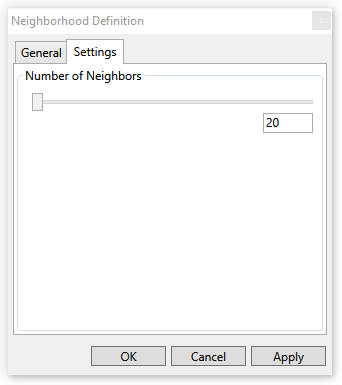 Neighborhood Definition
General Settings
Number of Neighbors
20
OK Cancel Apply